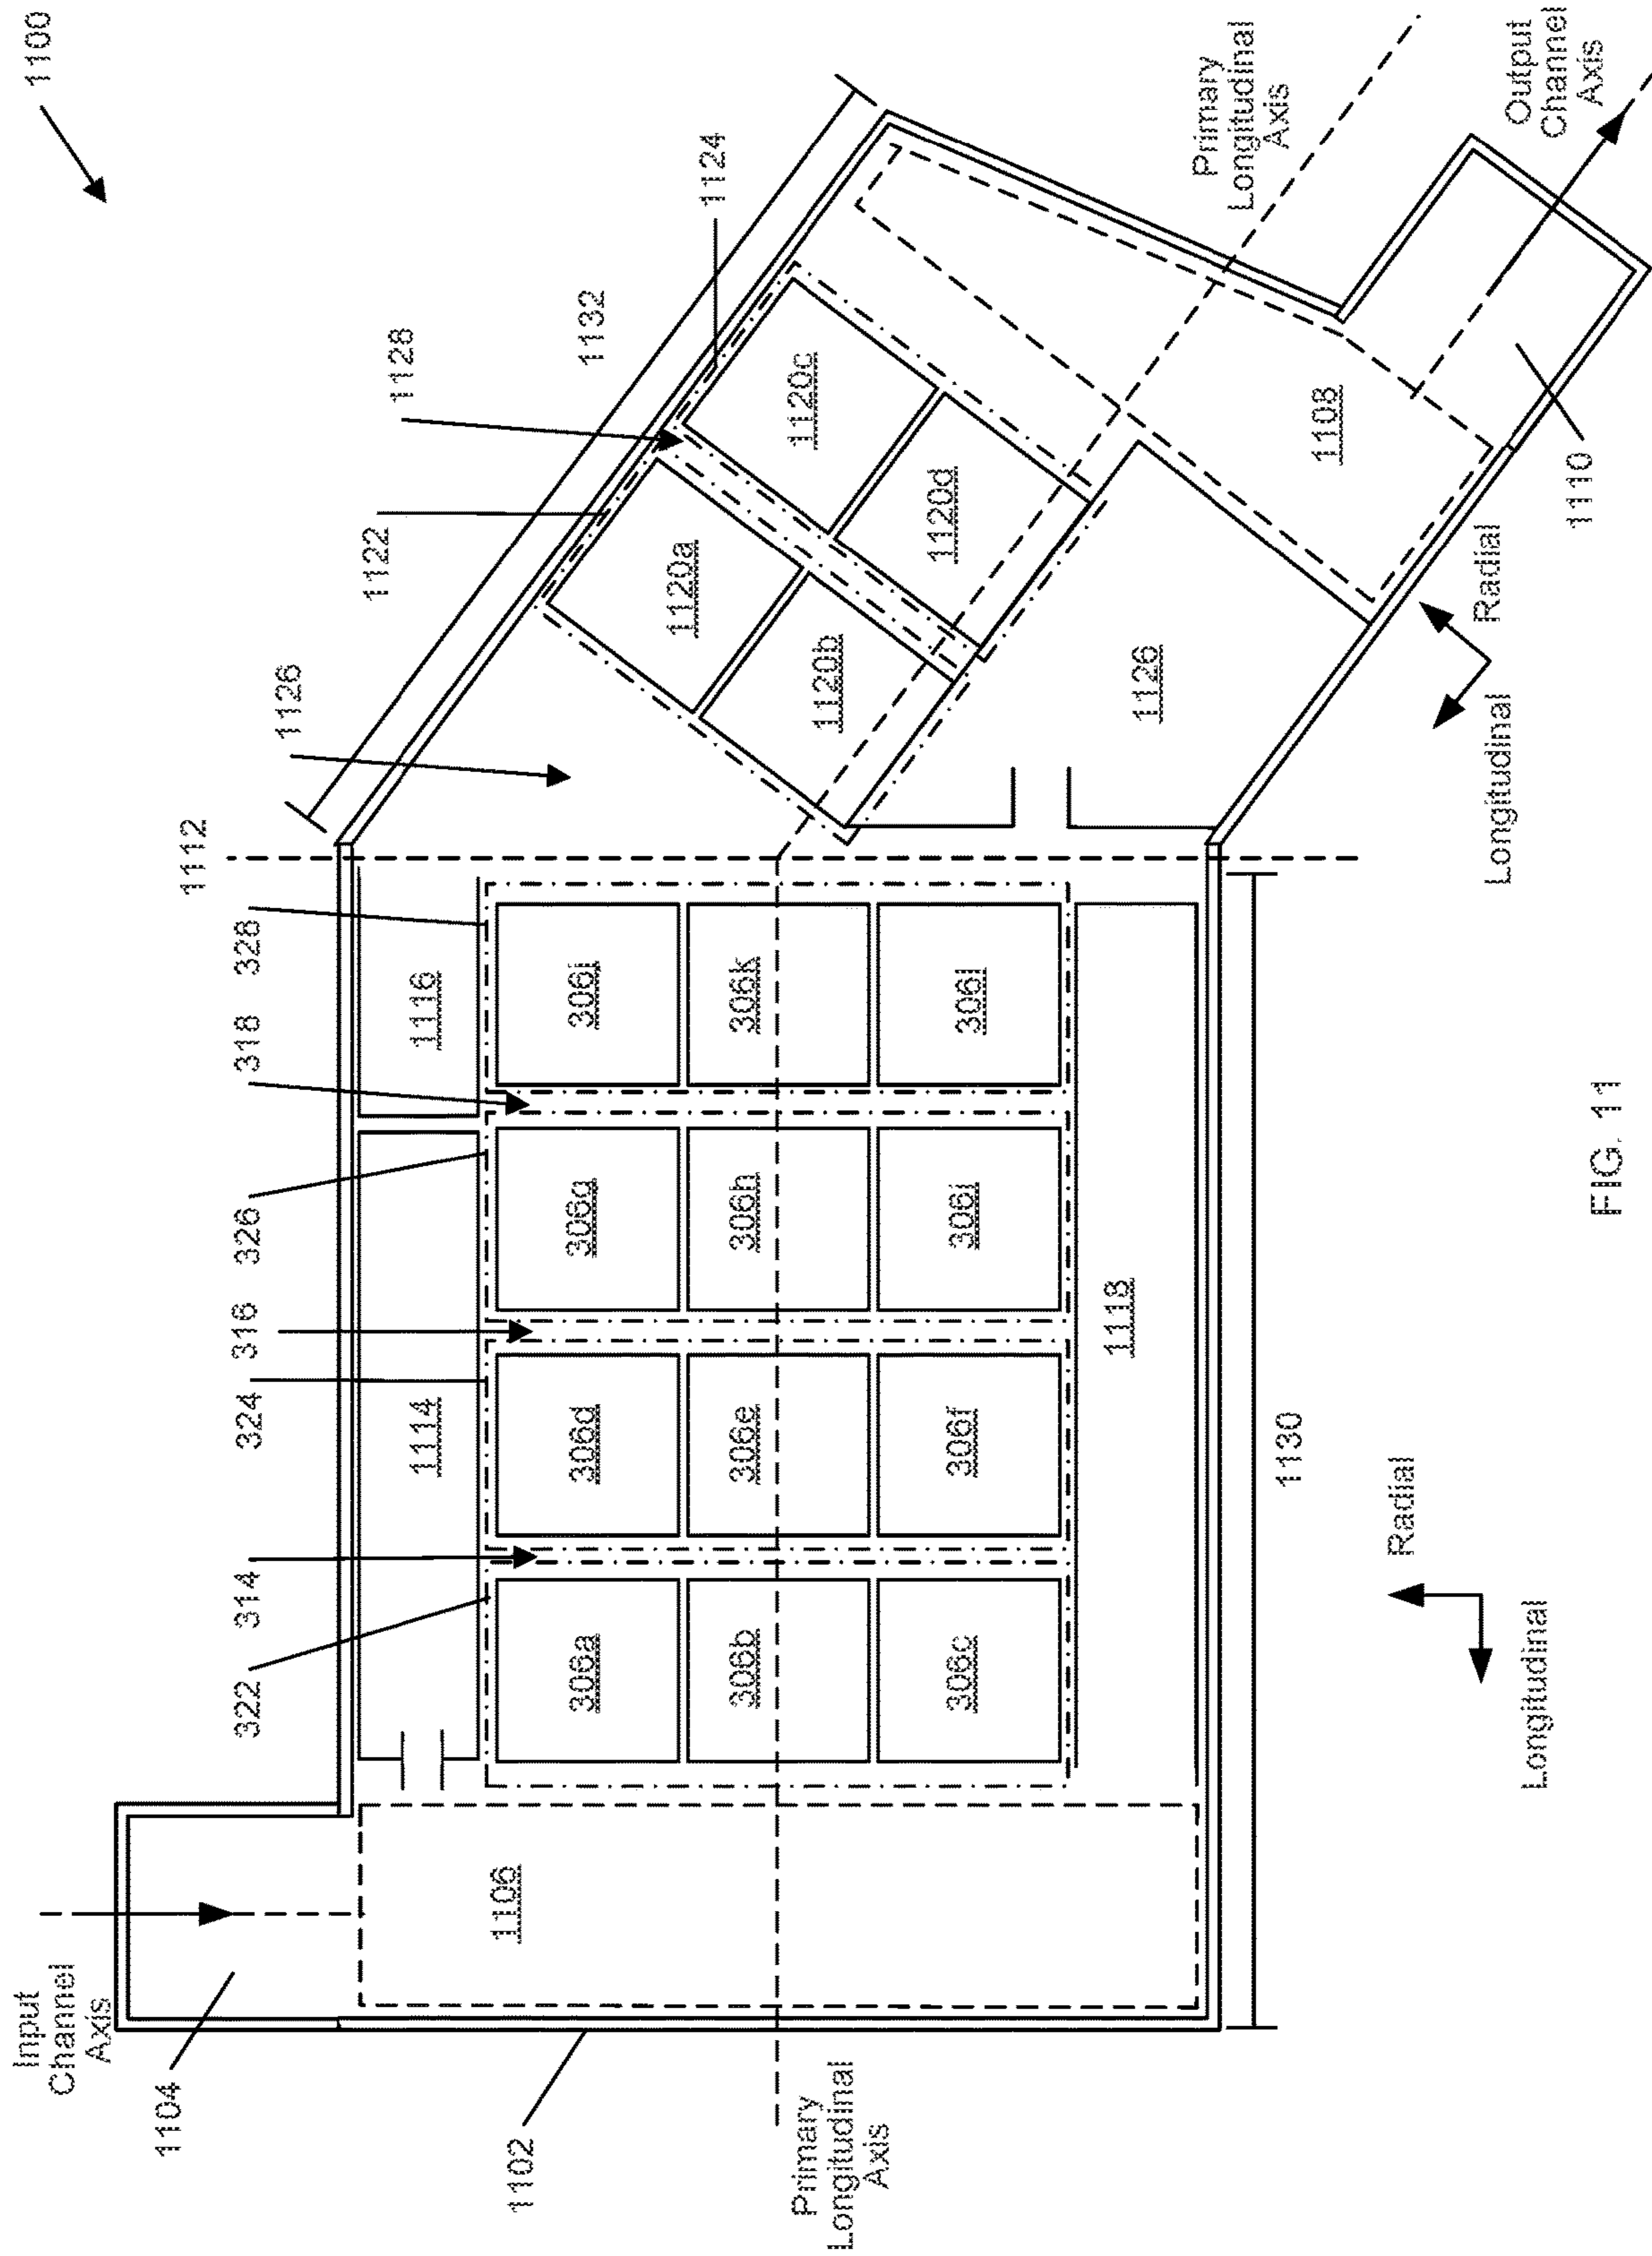 1100
Input
Channel
Axis
1104
1102
Primary
Longitudinal
Axis
322
314
324
316
326
318
328
1112
1126
1122
1128
1132
1124
Primary
Longitudinal
Axis
Output
Channel
Axis
1114
1116
1106
306a
306d
306g
306j
306b
306e
306h
306k
306c
306f
306i
306l
1118
1120a
1120c
1120b
1120d
1126
1108
1110
1130
Radial
Longitudinal
Radial
Longitudinal
FIG. 11